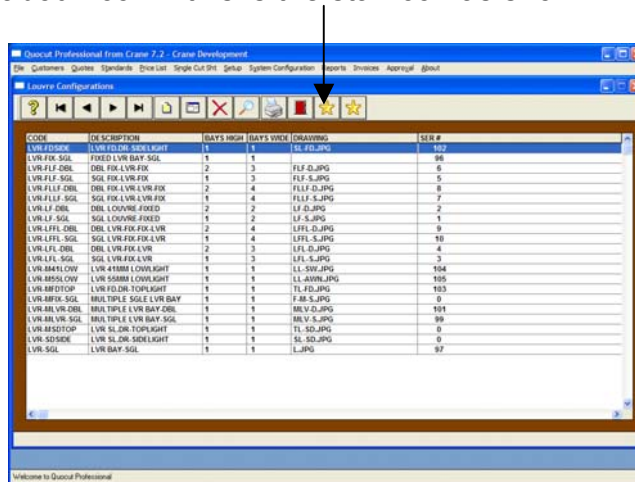 Quocut Professional from Crane 7.2 - Crane Development
File Customers Quotes Standards Price List Single Cut Sht Setup System Configuration Reports Invoices Approval About
Louvre Configurations
CODE DESCRIPTION BAYS HIGH BAYS WIDE DRAWING SER #
LVR-FDSIDE LVR FD.DR-SIDELIGHT 1 1 SL-FD.JPG 102
LVR-FIX-SGL FIXED LVR BAY-SGL 1 1 96
LVR-FLF-DBL DBL FIX-LVR-FIX 2 3 FLF-D.JPG 6
LVR-FLF-SGL SGL FIX-LVR-FIX 1 3 FLF-S.JPG 5
LVR-FLLF-DBL DBL FIX-LVR-LVR-FIX 2 4 FLLF-D.JPG 8
LVR-FLLF-SGL SGL FIX-LVR-LVR-FIX 1 4 FLLF-S.JPG 7
LVR-LF-DBL DBL LOUVRE-FIXED 2 2 LF-D.JPG 2
LVR-LF-SGL SGL LOUVRE-FIXED 1 2 LF-S.JPG 1
LVR-LFFL-DBL DBL LVR-FIX-FIX-LVR 2 4 LFFL-D.JPG 9
LVR-LFFL-SGL SGL LVR-FIX-FIX-LVR 1 4 LFFL-S.JPG 10
LVR-LFL-DBL DBL LVR-FIX-LVR 2 3 LFL-D.JPG 4
LVR-LFL-SGL SGL LVR-FIX-LVR 1 3 LFL-S.JPG 3
LVR-M41LOW LVR 41MM LOWLIGHT 1 1 LL-SW.JPG 104
LVR-M55LOW LVR 55MM LOWLIGHT 1 1 LL-AWN.JPG 105
LVR-MFDTOP LVR FD.DR-TOPLIGHT 1 1 TL-FD.JPG 103
LVR-MFIX-SGL MULTIPLE SGLE LVR BAY 1 1 F-M-S.JPG 0
LVR-MLVR-DBL MULTIPLE LVR BAY-DBL 1 1 MLV-D.JPG 101
LVR-MLVR-SGL MULTIPLE LVR BAY-SGL 1 1 MLV-S.JPG 99
LVR-MSDTOP LVR SL.DR-TOPLIGHT 1 1 TL-SD.JPG 0
LVR-SDSIDE LVR SL.DR-SIDELIGHT 1 1 SL-SD.JPG 0
LVR-SGL LVR BAY-SGL 1 1 L.JPG 97
Welcome to Quocut Professional